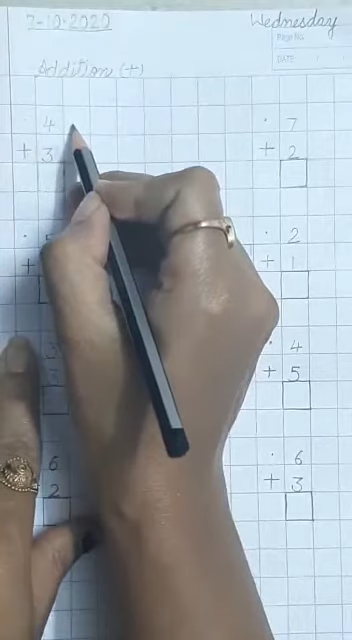 7-10-2020 Wednesday
Page No.
DATE:
Addition (+)
4 7
+ 3 + 2
2
+ + 1
4
+ 5
6 6
2 + 3